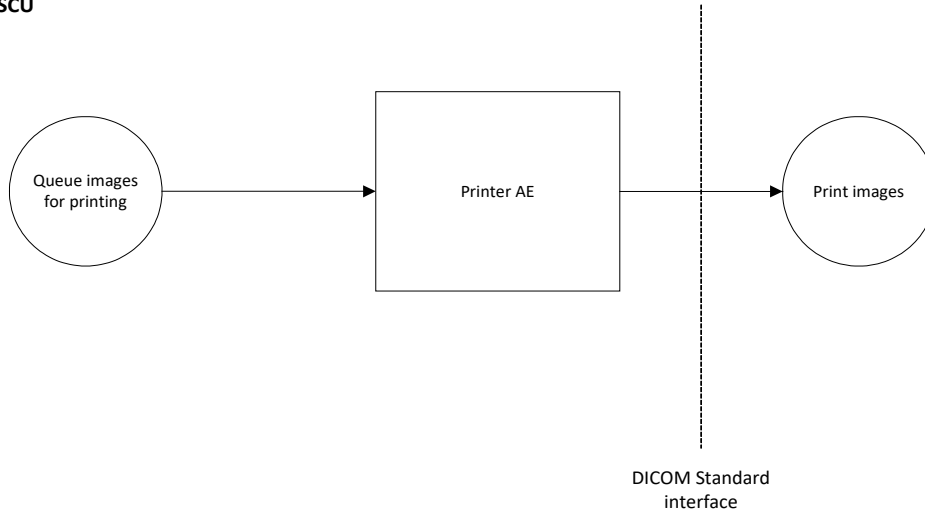 SCU
Queue images
for printing
Printer AE
Print images
DICOM Standard
interface